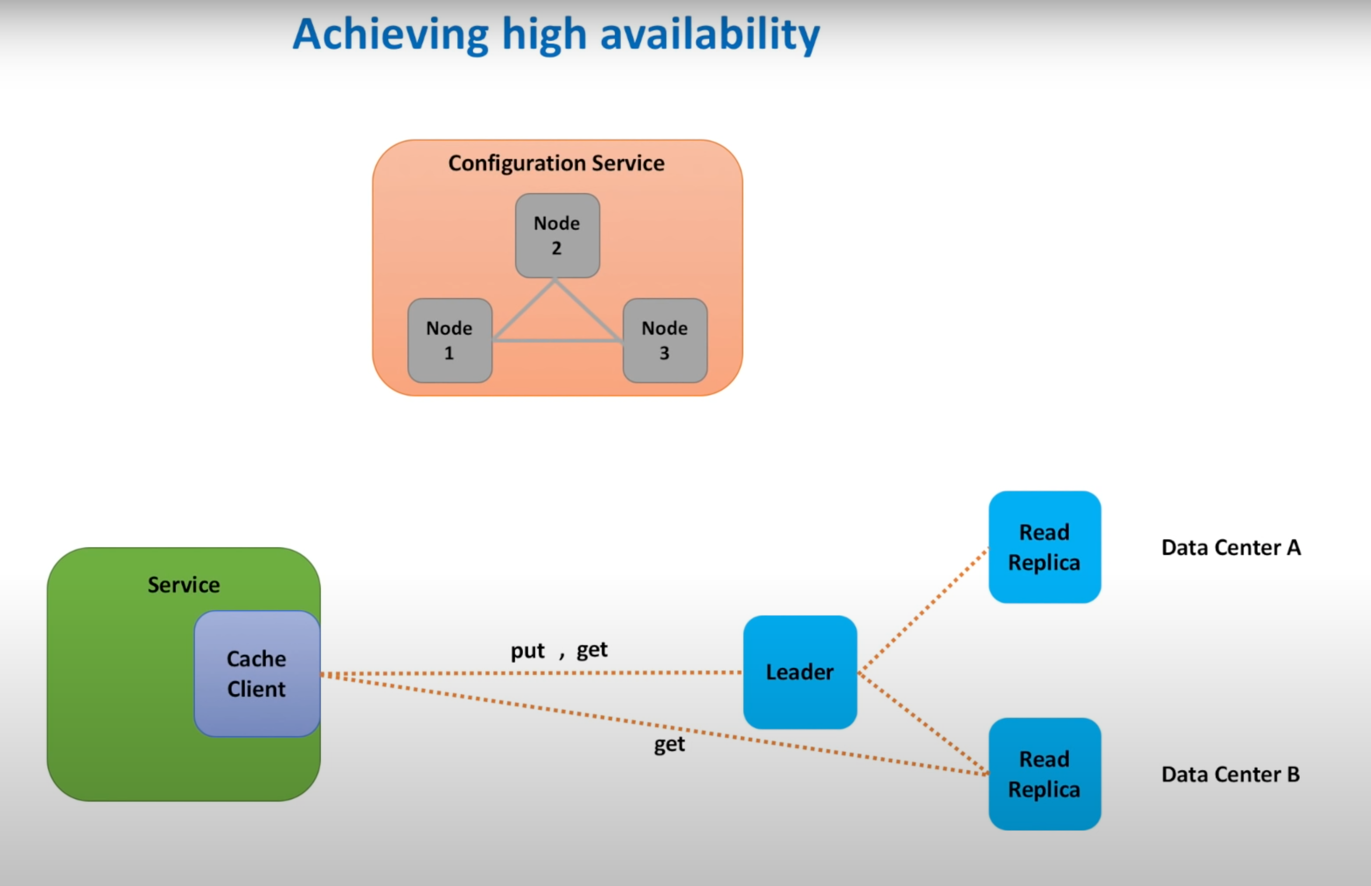 Achieving high availability
Configuration Service
Node
2
Node
1
Node
3
Service
Cache
Client
put , get
get
Leader
Read
Replica
Data Center A
Read
Replica
Data Center B